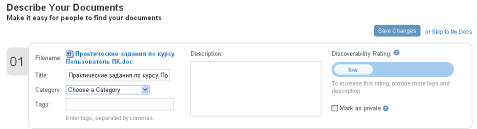 Describe Your Documents
Make it easy for people to find your documents
Save Changes or Skip to My Docs
01
Filename: Практические задания по курсу
Пользователь ПК.doc
Title: Практические задания по курсу По
Category: Choose a Category
Tags:
Enter tags, separated by commas.
Description:
Discoverability Rating: ?
low
To increase this rating, provide more tags and
description
Mark as private ?